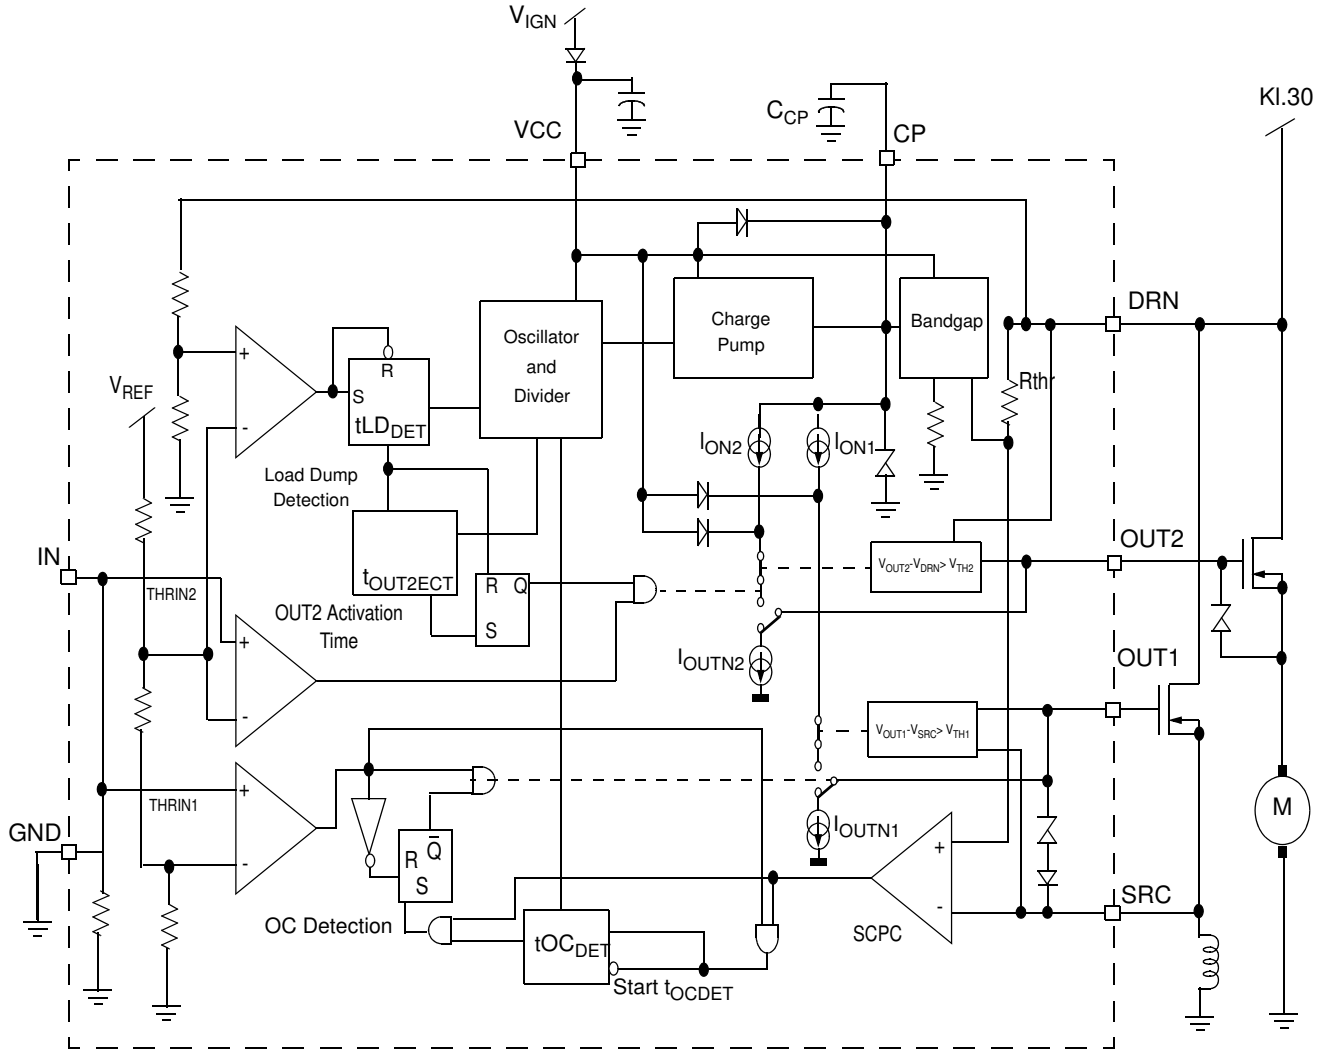 VIGN
Kl.30
CCP
VCC
CP
DRN
Oscillator
and
Divider
Charge
Pump
Bandgap
Rthr
+
VREF
R
S
tLDDET
-
ION2
ION1
Load Dump
Detection
OUT2
IN
THRIN2
tOUT2ECT
VOUT2-VDRN> VTH2
R
Q
S
OUT2 Activation
Time
+
IOUTN2
OUT1
-
VOUT1-VSRC> VTH1
+
THRIN1
M
GND
IOUTN1
Q̅
R
S
-
+
-
SRC
OC Detection
SCPC
tOCDET
Start tOCDET